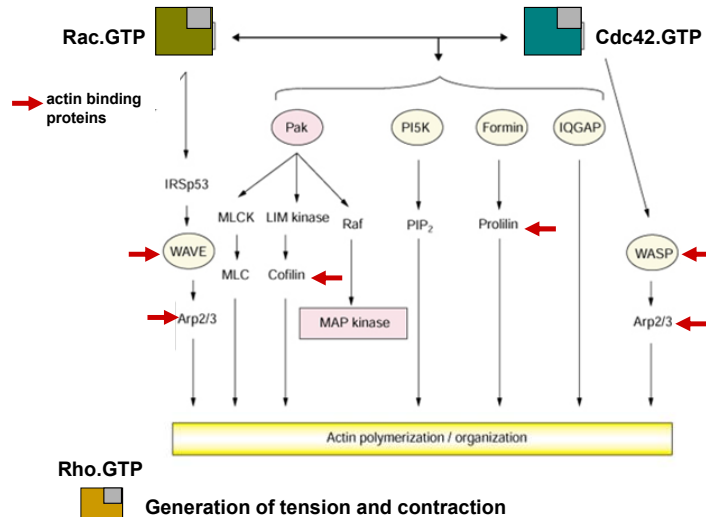 Rac.GTP
Cdc42.GTP
actin binding
proteins
Pak
PI5K
Formin
IQGAP
IRSp53
MLCK
LIM kinase
Raf
PIP₂
Prolilin
WAVE
MLC
Cofilin
WASP
Arp2/3
MAP kinase
Arp2/3
Actin polymerization / organization
Rho.GTP
Generation of tension and contraction